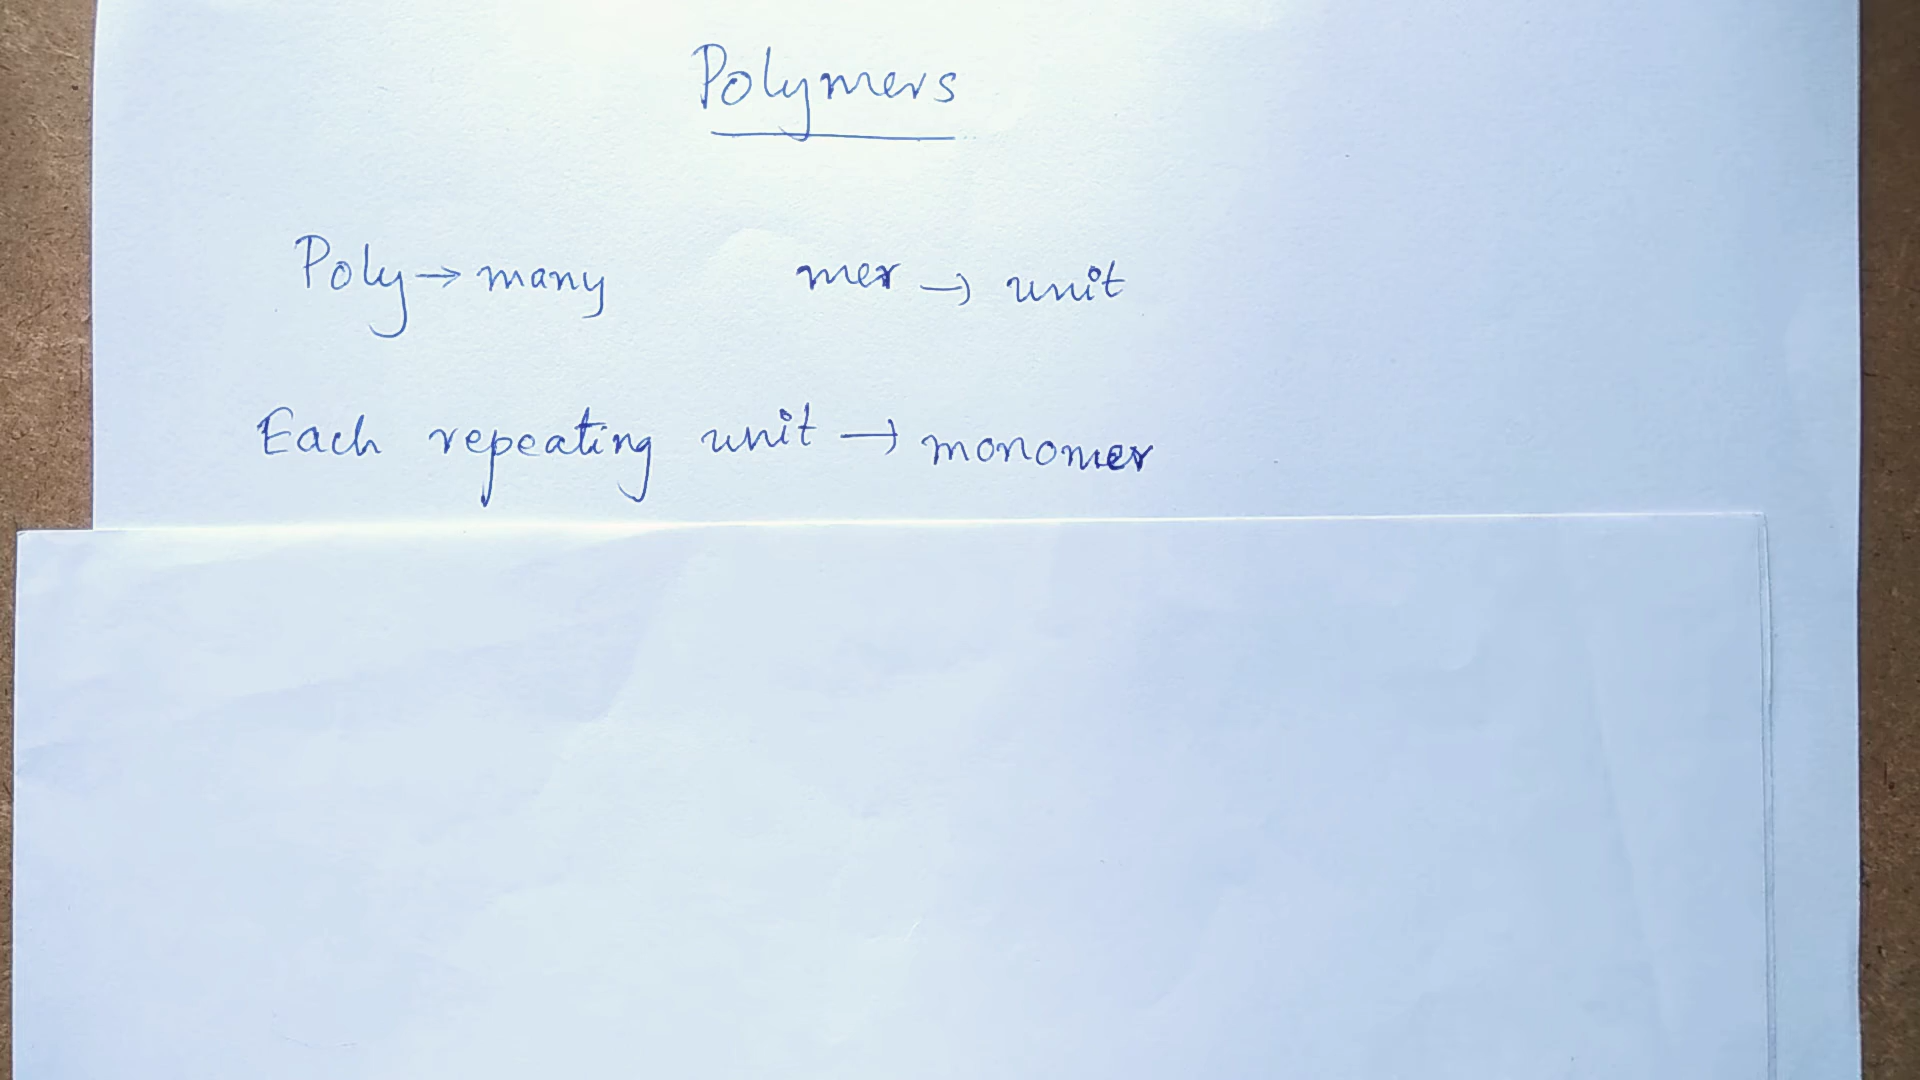 Polymers
Poly → many mer → unit
Each repeating unit → monomer